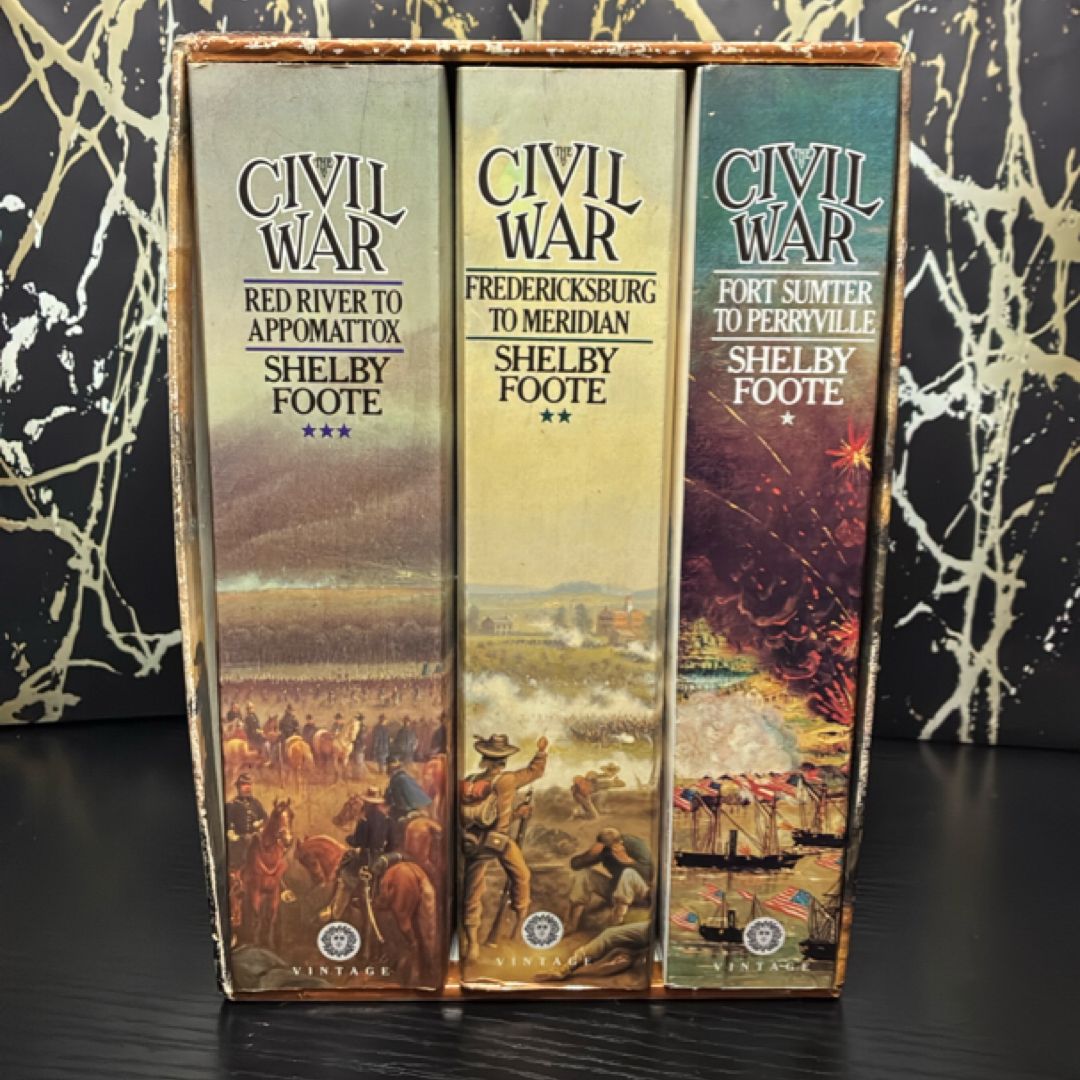 THE
CIVIL
WAR
RED RIVER TO
APPOMATTOX
SHELBY
FOOTE
VINTAGE
THE
CIVIL
WAR
FREDERICKSBURG
TO MERIDIAN
SHELBY
FOOTE
VINTAGE
THE
CIVIL
WAR
FORT SUMTER
TO PERRYVILLE
SHELBY
FOOTE
VINTAGE